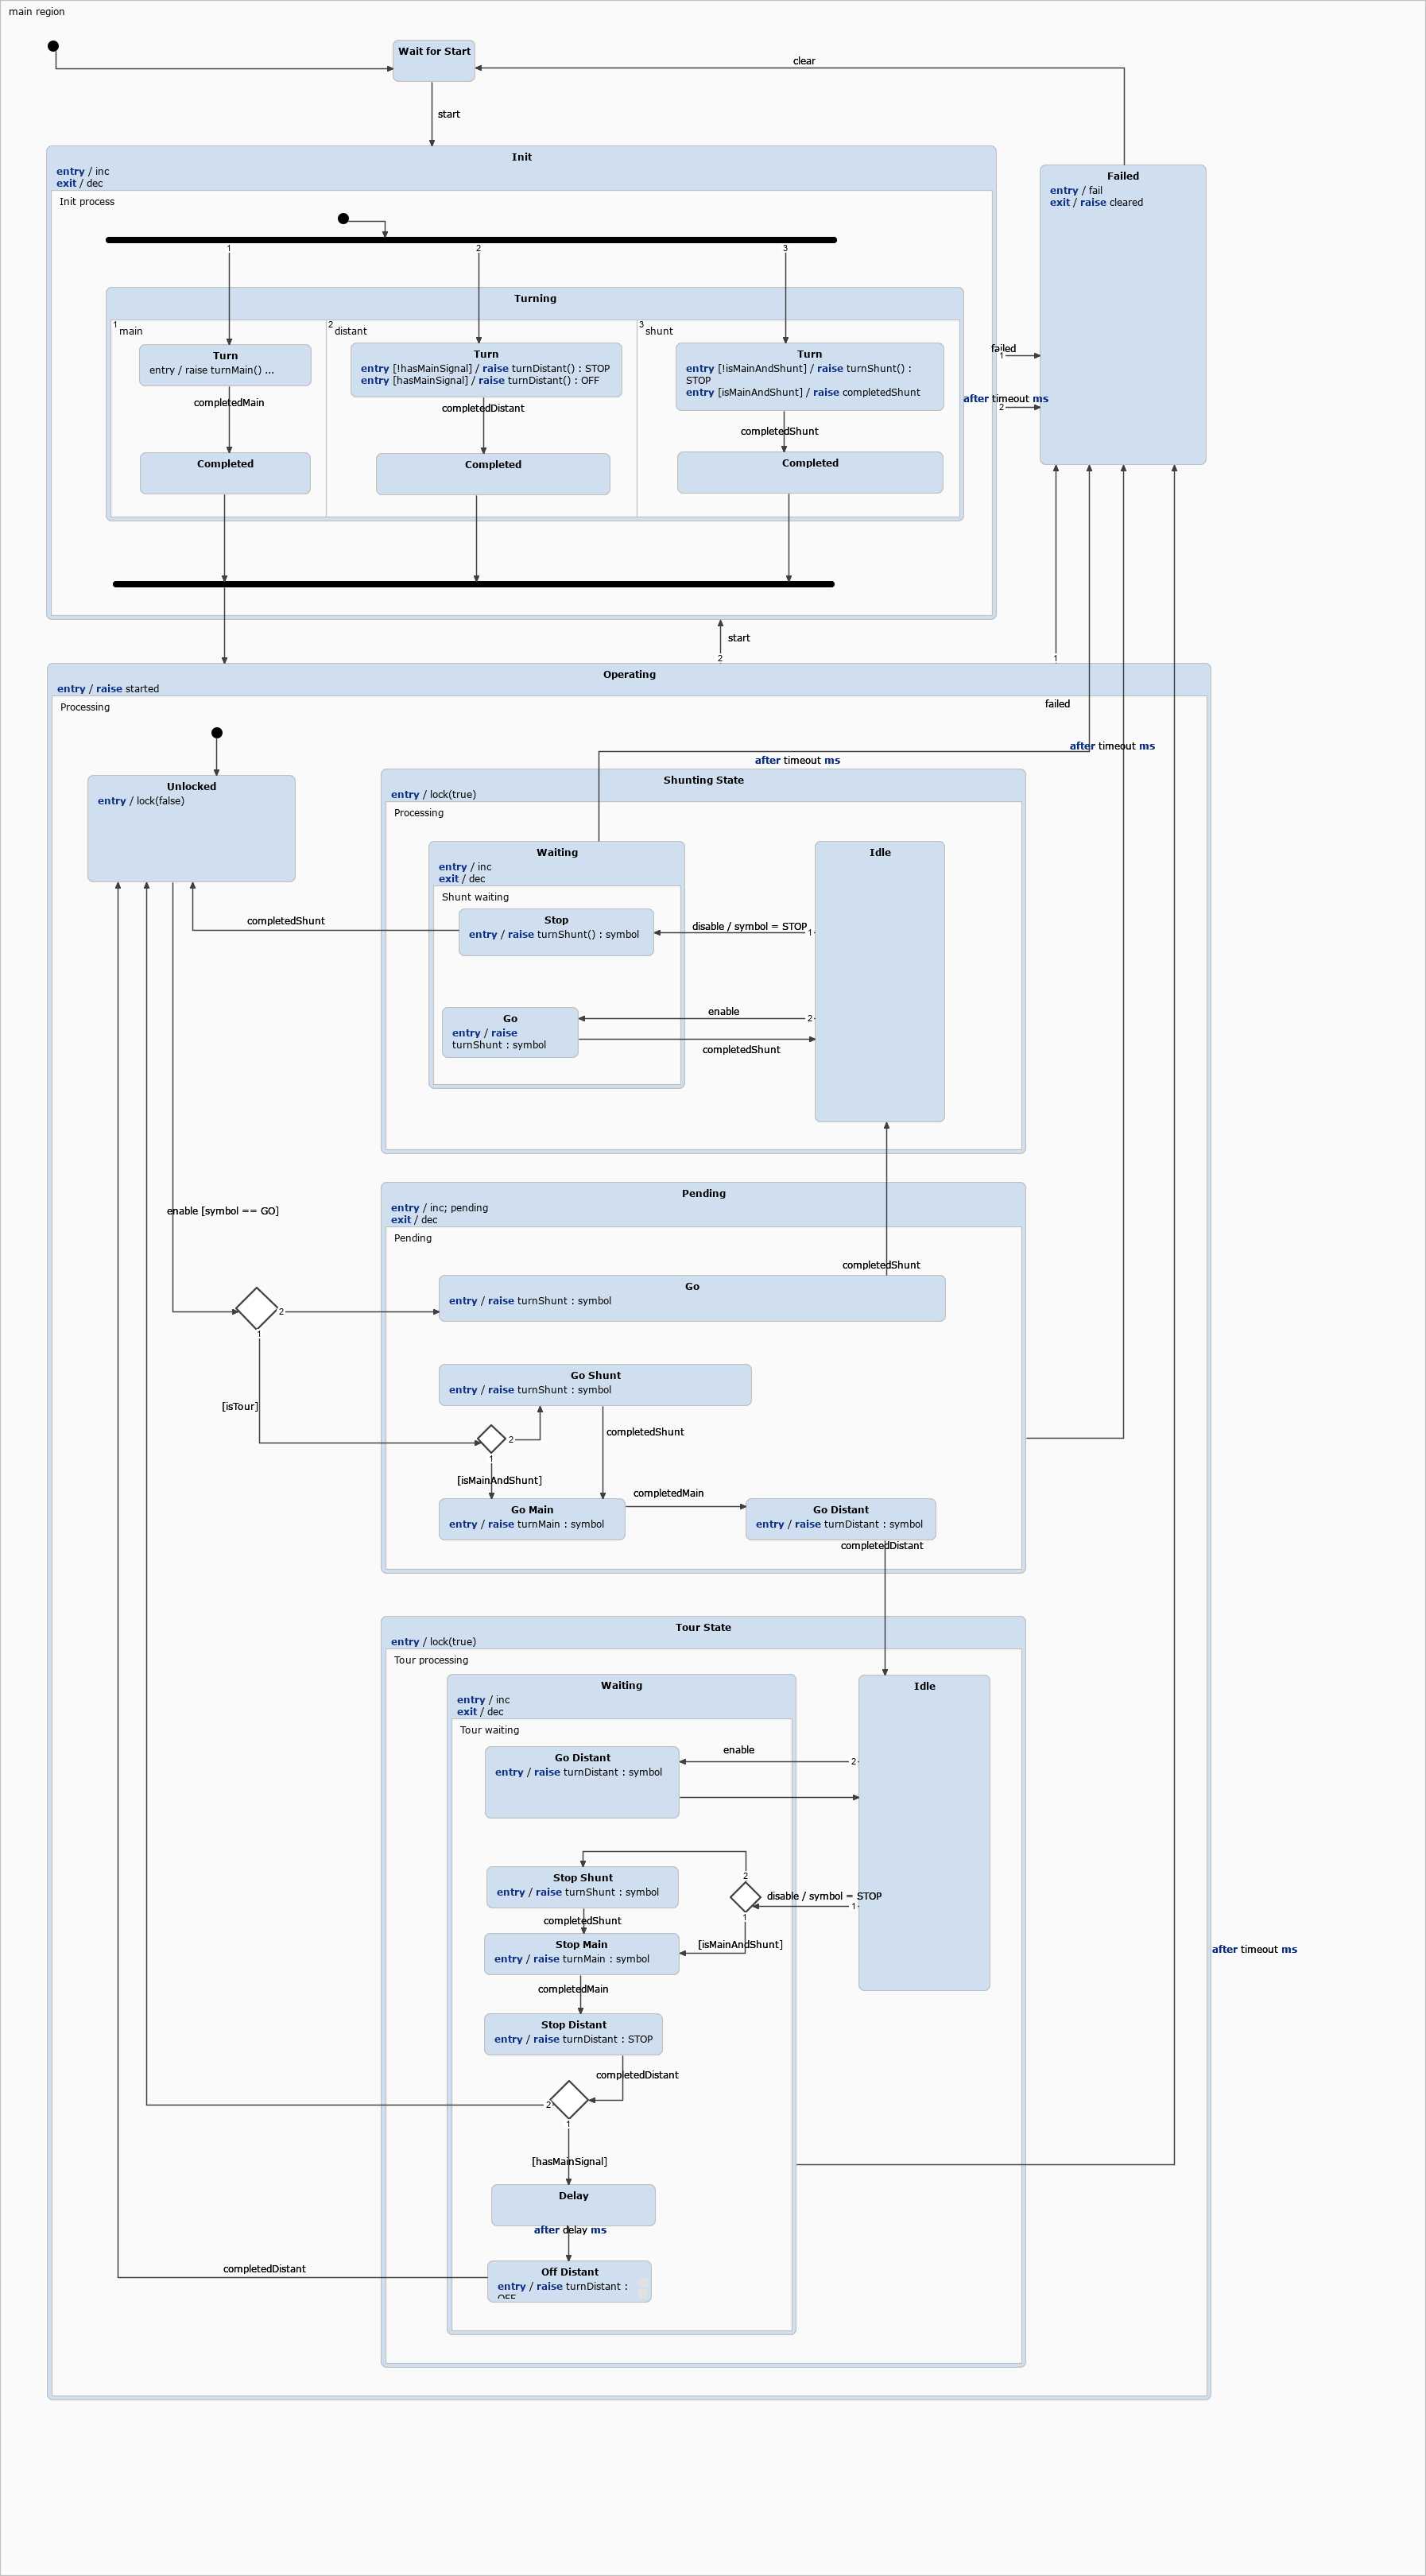 main region
Wait for Start
clear
start
Init
entry / inc
exit / dec
Init process
Failed
entry / fail
exit / raise cleared
1
2
3
Turning
1
main
2
distant
3
shunt
Turn
entry / raise turnMain() ...
Turn
entry [!hasMainSignal] / raise turnDistant() : STOP
entry [hasMainSignal] / raise turnDistant() : OFF
Turn
entry [!isMainAndShunt] / raise turnShunt() :
STOP
entry [isMainAndShunt] / raise completedShunt
failed
1
after timeout ms
2
completedMain
completedDistant
completedShunt
Completed
Completed
Completed
start
2
1
Operating
entry / raise started
Processing
failed
after timeout ms
after timeout ms
Unlocked
entry / lock(false)
Shunting State
entry / lock(true)
Processing
Waiting
entry / inc
exit / dec
Shunt waiting
Idle
Stop
entry / raise turnShunt() : symbol
disable / symbol = STOP
1
completedShunt
Go
entry / raise
turnShunt : symbol
enable
2
completedShunt
Pending
entry / inc; pending
exit / dec
Pending
enable [symbol == GO]
completedShunt
Go
entry / raise turnShunt : symbol
2
1
Go Shunt
entry / raise turnShunt : symbol
[isTour]
2
1
completedShunt
[isMainAndShunt]
completedMain
Go Main
entry / raise turnMain : symbol
Go Distant
entry / raise turnDistant : symbol
completedDistant
Tour State
entry / lock(true)
Tour processing
Waiting
entry / inc
exit / dec
Tour waiting
Idle
Go Distant
entry / raise turnDistant : symbol
enable
2
Stop Shunt
entry / raise turnShunt : symbol
2
disable / symbol = STOP
1
1
completedShunt
Stop Main
entry / raise turnMain : symbol
[isMainAndShunt]
after timeout ms
completedMain
Stop Distant
entry / raise turnDistant : STOP
completedDistant
2
1
[hasMainSignal]
Delay
after delay ms
completedDistant
Off Distant
entry / raise turnDistant :
OFF